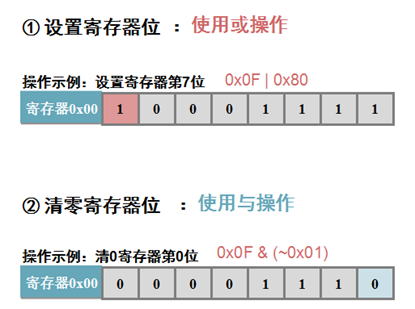 ① 设置寄存器位 : 使用或操作
操作示例: 设置寄存器第7位 0x0F | 0x80
寄存器0x00 1 0 0 0 1 1 1 1
② 清零寄存器位 : 使用与操作
操作示例: 清0寄存器第0位 0x0F & (~0x01)
寄存器0x00 0 0 0 0 1 1 1 0